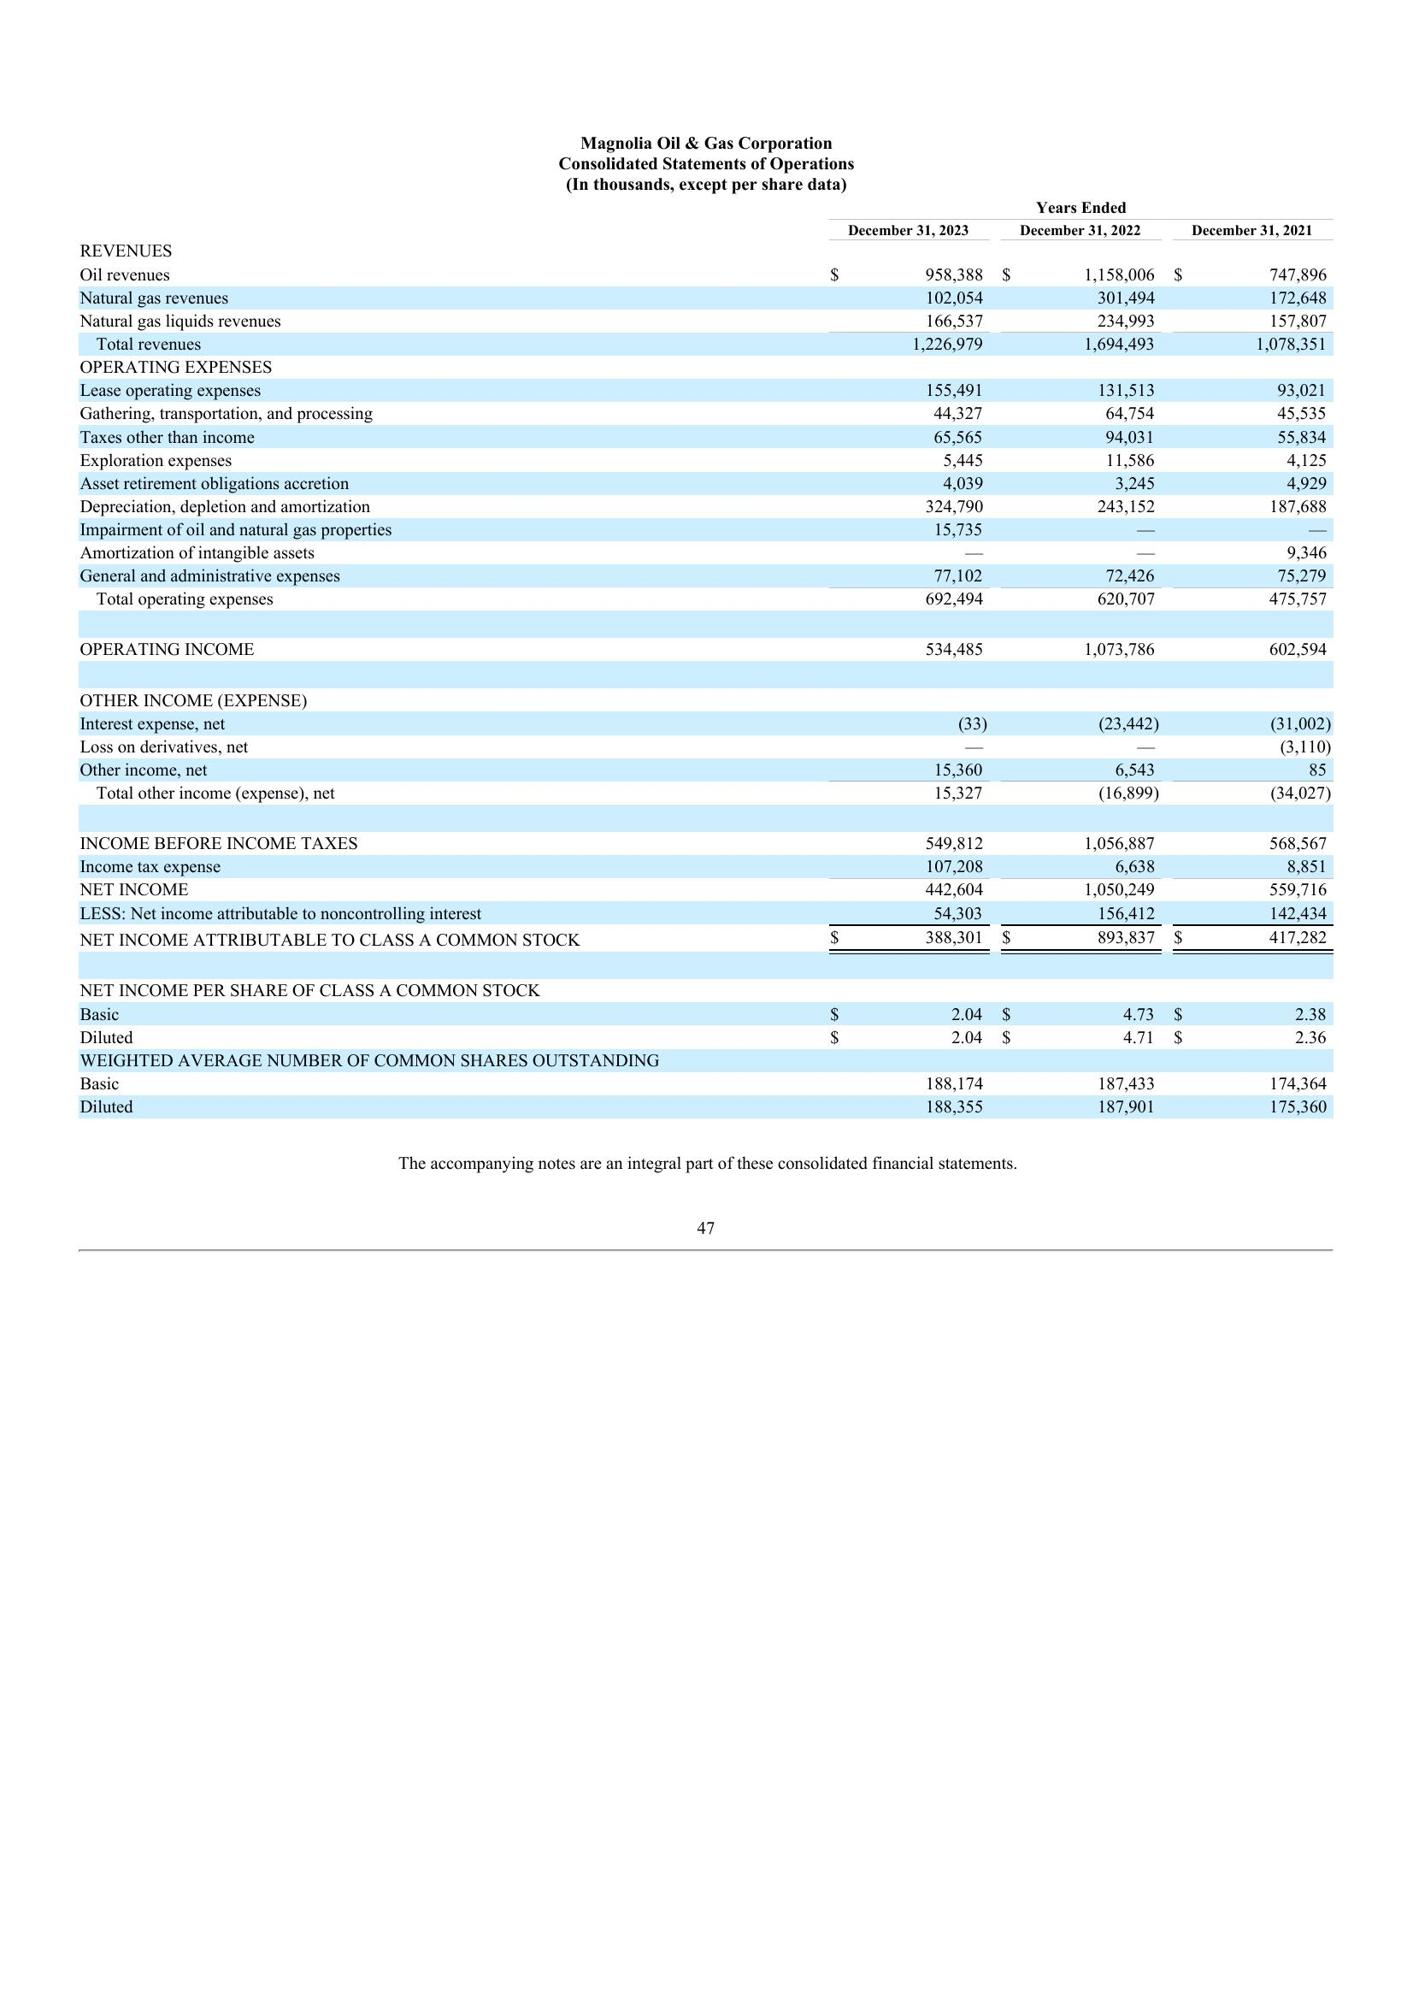 Magnolia Oil & Gas Corporation
Consolidated Statements of Operations
(In thousands, except per share data)
Years Ended
December 31, 2023 December 31, 2022 December 31, 2021
REVENUES
Oil revenues $ 958,388 $ 1,158,006 $ 747,896
Natural gas revenues 102,054 301,494 172,648
Natural gas liquids revenues 166,537 234,993 157,807
Total revenues 1,226,979 1,694,493 1,078,351
OPERATING EXPENSES
Lease operating expenses 155,491 131,513 93,021
Gathering, transportation, and processing 44,327 64,754 45,535
Taxes other than income 65,565 94,031 55,834
Exploration expenses 5,445 11,586 4,125
Asset retirement obligations accretion 4,039 3,245 4,929
Depreciation, depletion and amortization 324,790 243,152 187,688
Impairment of oil and natural gas properties 15,735 — —
Amortization of intangible assets — — 9,346
General and administrative expenses 77,102 72,426 75,279
Total operating expenses 692,494 620,707 475,757
OPERATING INCOME 534,485 1,073,786 602,594
OTHER INCOME (EXPENSE)
Interest expense, net (33) (23,442) (31,002)
Loss on derivatives, net — — (3,110)
Other income, net 15,360 6,543 85
Total other income (expense), net 15,327 (16,899) (34,027)
INCOME BEFORE INCOME TAXES 549,812 1,056,887 568,567
Income tax expense 107,208 6,638 8,851
NET INCOME 442,604 1,050,249 559,716
LESS: Net income attributable to noncontrolling interest 54,303 156,412 142,434
NET INCOME ATTRIBUTABLE TO CLASS A COMMON STOCK $ 388,301 $ 893,837 $ 417,282
NET INCOME PER SHARE OF CLASS A COMMON STOCK
Basic $ 2.04 $ 4.73 $ 2.38
Diluted $ 2.04 $ 4.71 $ 2.36
WEIGHTED AVERAGE NUMBER OF COMMON SHARES OUTSTANDING
Basic 188,174 187,433 174,364
Diluted 188,355 187,901 175,360
The accompanying notes are an integral part of these consolidated financial statements.
47